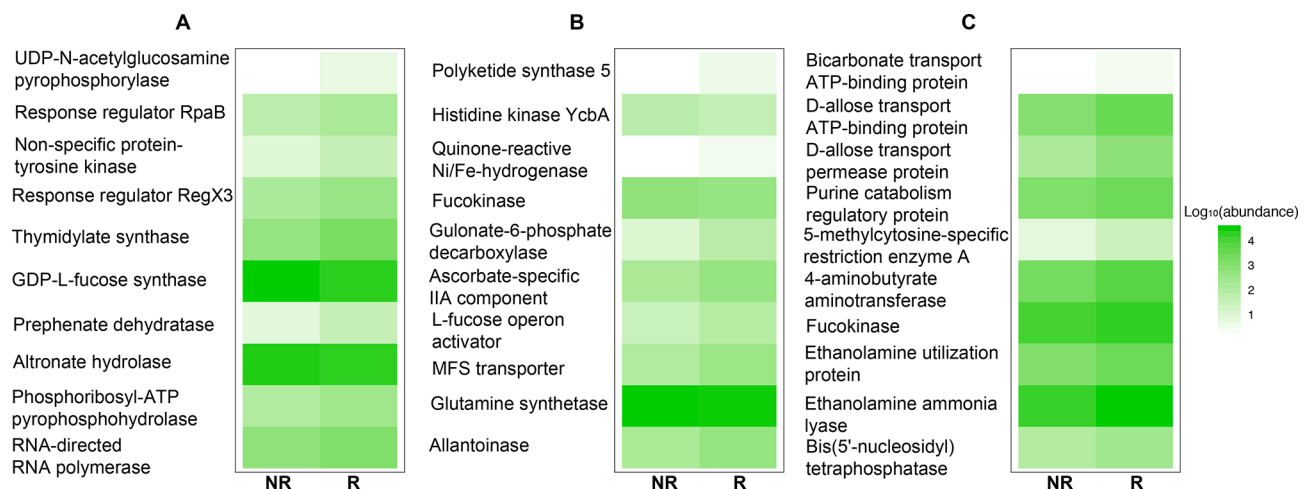 A
UDP-N-acetylglucosamine
pyrophosphorylase
Response regulator RpaB
Non-specific protein-
tyrosine kinase
Response regulator RegX3
Thymidylate synthase
GDP-L-fucose synthase
Prephenate dehydratase
Altronate hydrolase
Phosphoribosyl-ATP
pyrophosphohydrolase
RNA-directed
RNA polymerase
NR R
B
Polyketide synthase 5
Histidine kinase YcbA
Quinone-reactive
Ni/Fe-hydrogenase
Fucokinase
Gulonate-6-phosphate
decarboxylase
Ascorbate-specific
IIA component
L-fucose operon
activator
MFS transporter
Glutamine synthetase
Allantoinase
NR R
C
Bicarbonate transport
ATP-binding protein
D-allose transport
ATP-binding protein
D-allose transport
permease protein
Purine catabolism
regulatory protein
5-methylcytosine-specific
restriction enzyme A
4-aminobutyrate
aminotransferase
Fucokinase
Ethanolamine utilization
protein
Ethanolamine ammonia
lyase
Bis(5'-nucleosidyl)
tetraphosphatase
NR R
Log₁₀(abundance)
4
3
2
1